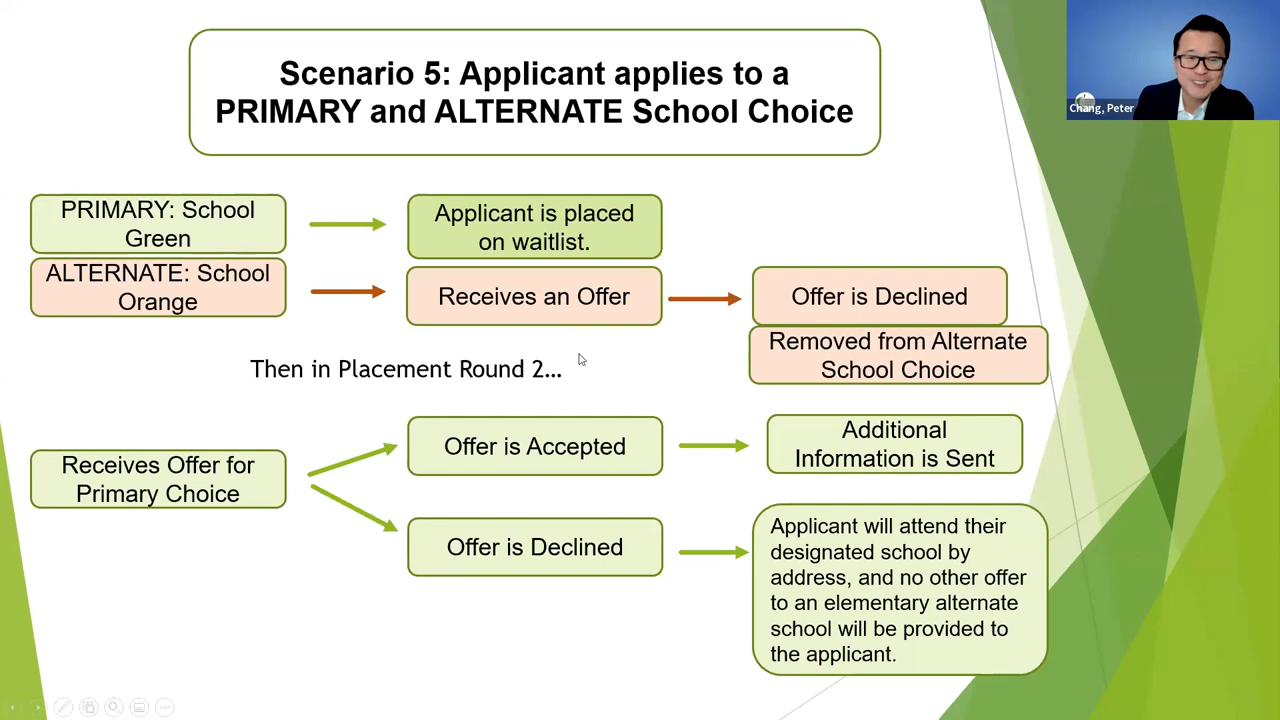 Scenario 5: Applicant applies to a
PRIMARY and ALTERNATE School Choice
Chang, Peter
PRIMARY: School
Green
Applicant is placed
on waitlist.
ALTERNATE: School
Orange
Receives an Offer
Offer is Declined
Removed from Alternate
School Choice
Then in Placement Round 2...
Receives Offer for
Primary Choice
Offer is Accepted
Additional
Information is Sent
Offer is Declined
Applicant will attend their
designated school by
address, and no other offer
to an elementary alternate
school will be provided to
the applicant.